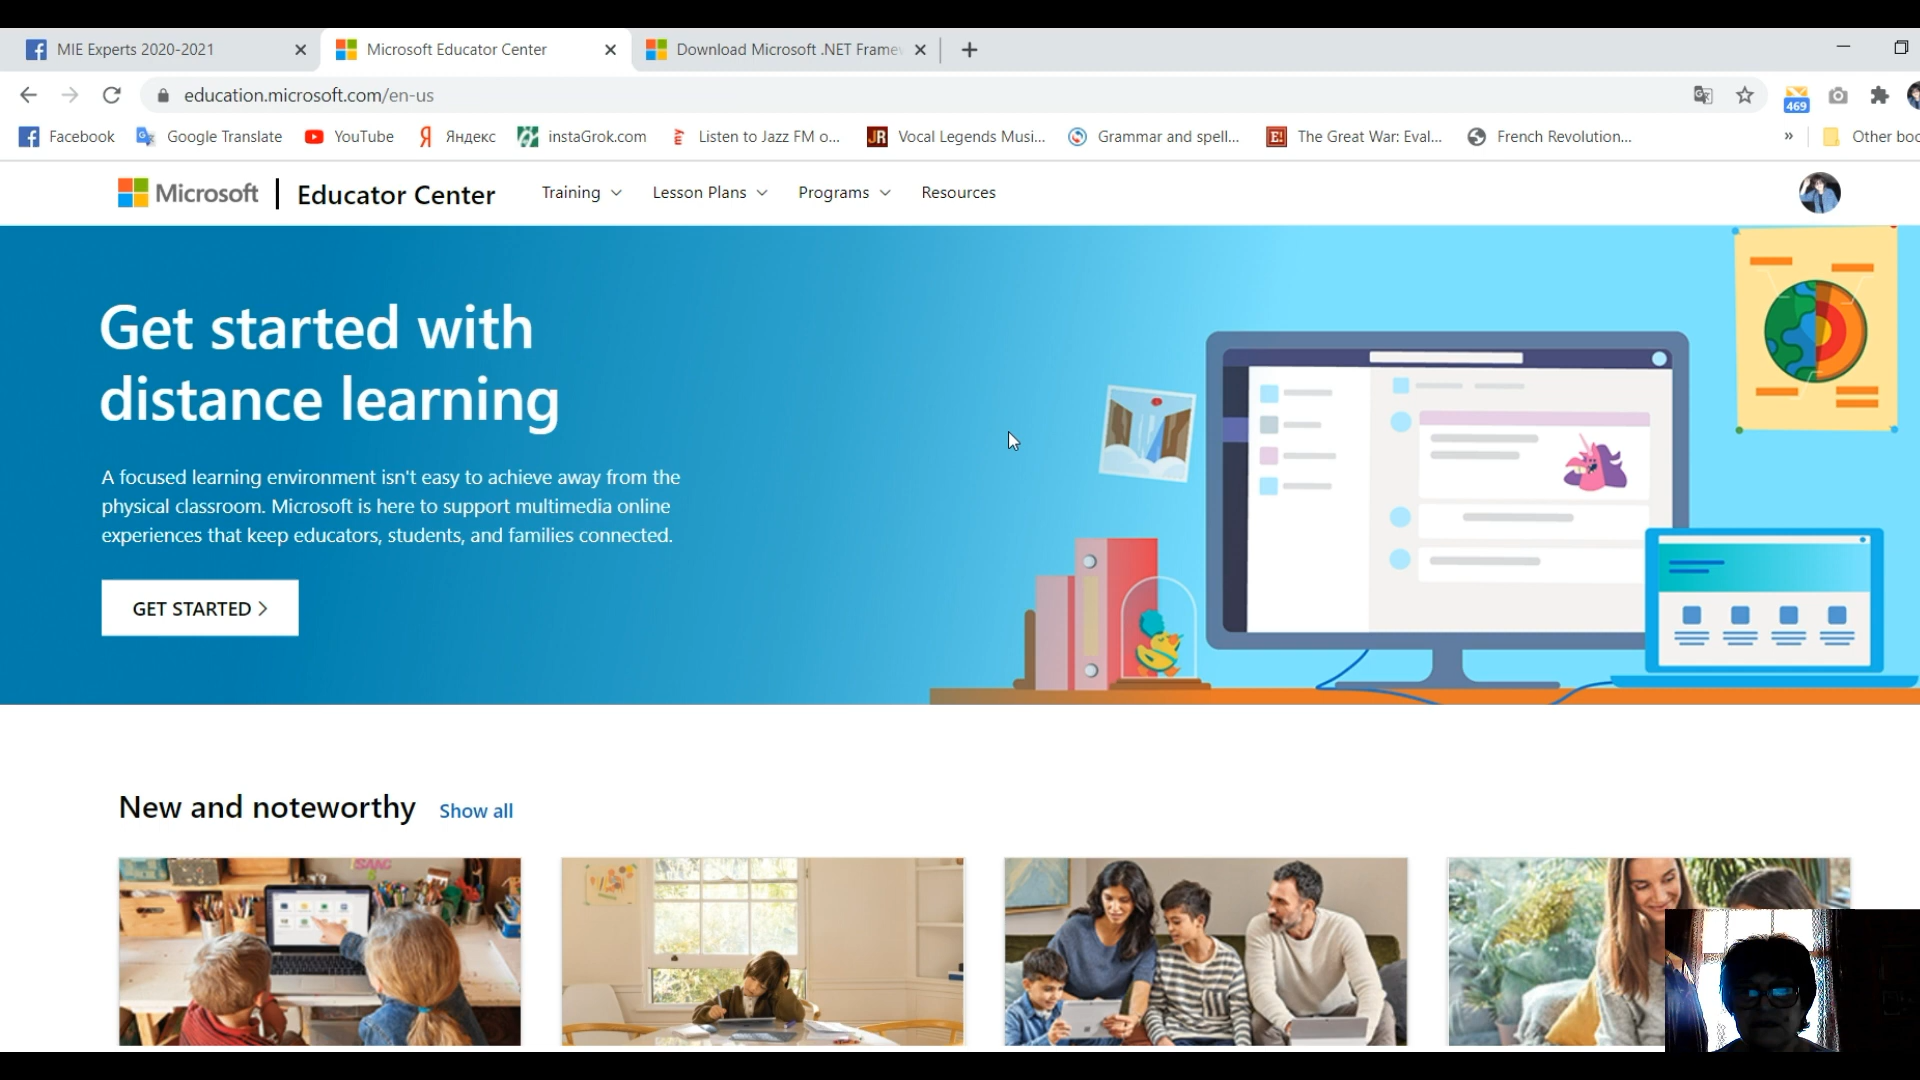 MIE Experts 2020-2021
Microsoft Educator Center
Download Microsoft .NET Frame
education.microsoft.com/en-us
469
Facebook
Google Translate
YouTube
Яндекс
instaGrok.com
Listen to Jazz FM o...
JR
Vocal Legends Musi...
Grammar and spell...
E!
The Great War: Eval...
French Revolution...
»
Other boo
Microsoft | Educator Center
Training
Lesson Plans
Programs
Resources
Get started with
distance learning
A focused learning environment isn't easy to achieve away from the
physical classroom. Microsoft is here to support multimedia online
experiences that keep educators, students, and families connected.
GET STARTED >
New and noteworthy
Show all